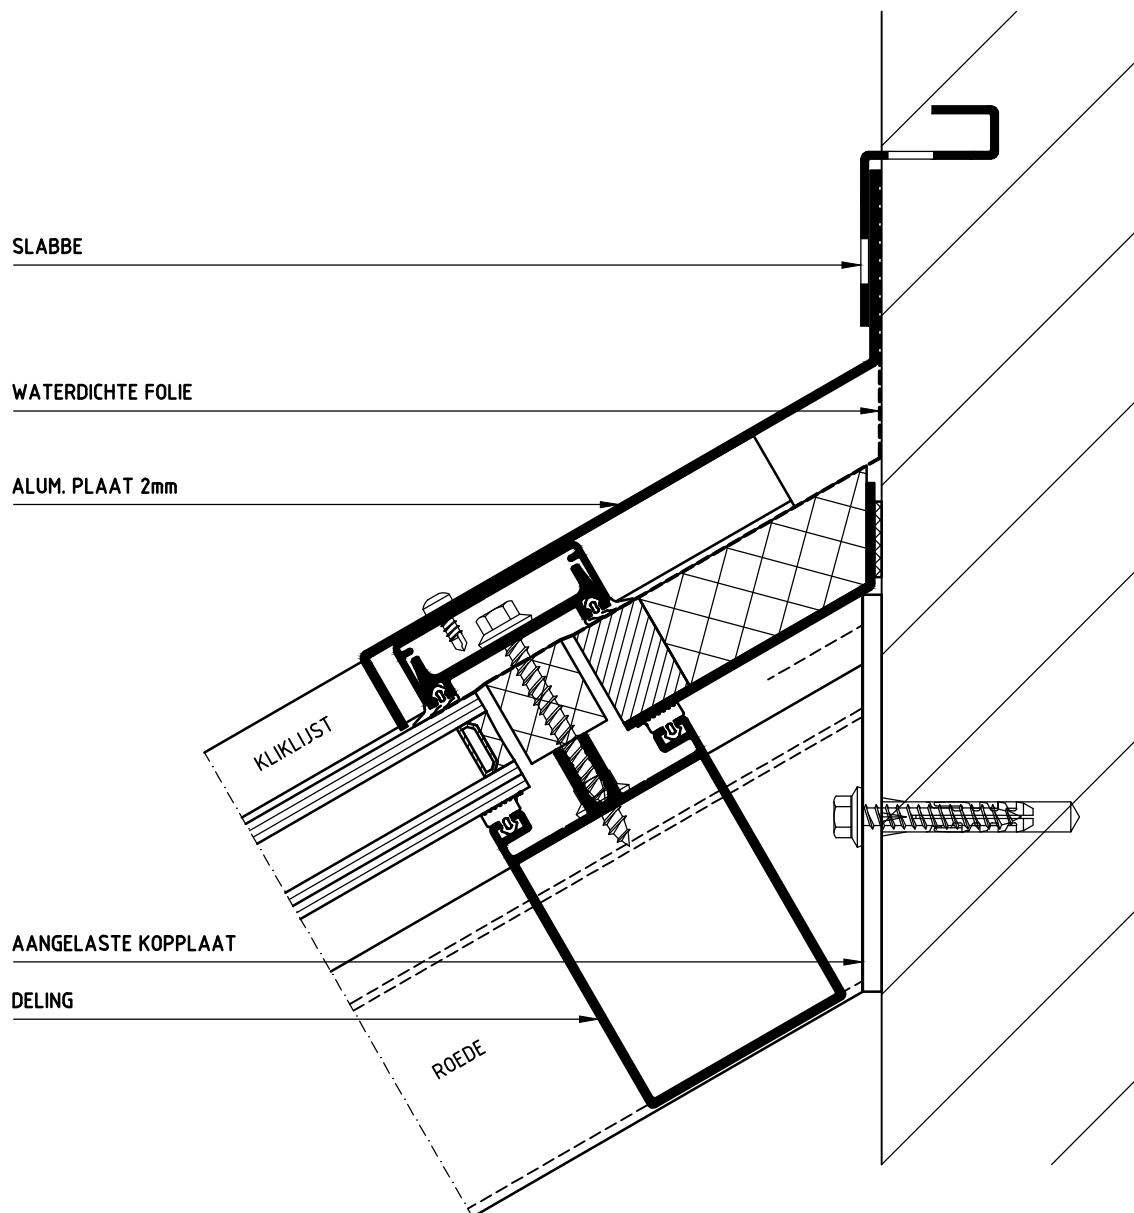 SLABBE
WATERDICHTE FOLIE
ALUM. PLAAT 2mm
KLIKLIJST
AANGELASTE KOPPLAAT
DELING
ROEDE